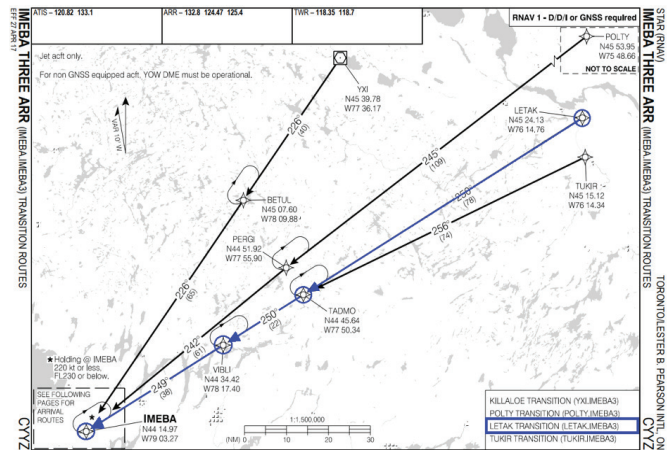 IMEBA THREE ARR (IMEBA.IMEBA3) TRANSITION ROUTES
EFF 27 APR 17
CYYZ
ATIS – 120.82 133.1
ARR – 132.8 124.47 125.4
TWR – 118.35 118.7
RNAV 1 - D/D/I or GNSS required
Jet acft only.
For non GNSS equipped acft. YOW DME must be operational.
VAR 10° W
POLTY
N45 53.95
W75 48.66
NOT TO SCALE
YXI
N45 39.78
W77 36.17
LETAK
N45 24.13
W76 14.76
226°
(40)
245°
(109)
TUKIR
N45 15.12
W76 14.34
BETUL
N45 07.60
W78 09.88
250°
(78)
256°
(74)
PERGI
N44 51.92
W77 55.90
226°
(65)
TADMO
N44 45.64
W77 50.34
250°
(22)
242°
(61)
VIBLI
N44 34.42
W78 17.40
249°
(38)
★ Holding @ IMEBA
220 kt or less.
FL230 or below.
SEE FOLLOWING
PAGES FOR
ARRIVAL
ROUTES
★
IMEBA
N44 14.97
W79 03.27
1:1.500.000
(NM) 0 10 20 30
KILLALOE TRANSITION (YXI.IMEBA3)
POLTY TRANSITION (POLTY.IMEBA3)
LETAK TRANSITION (LETAK.IMEBA3)
TUKIR TRANSITION (TUKIR.IMEBA3)
STAR (RNAV)
IMEBA THREE ARR (IMEBA.IMEBA3) TRANSITION ROUTES
TORONTO/LESTER B. PEARSON INTL, ON
CYYZ